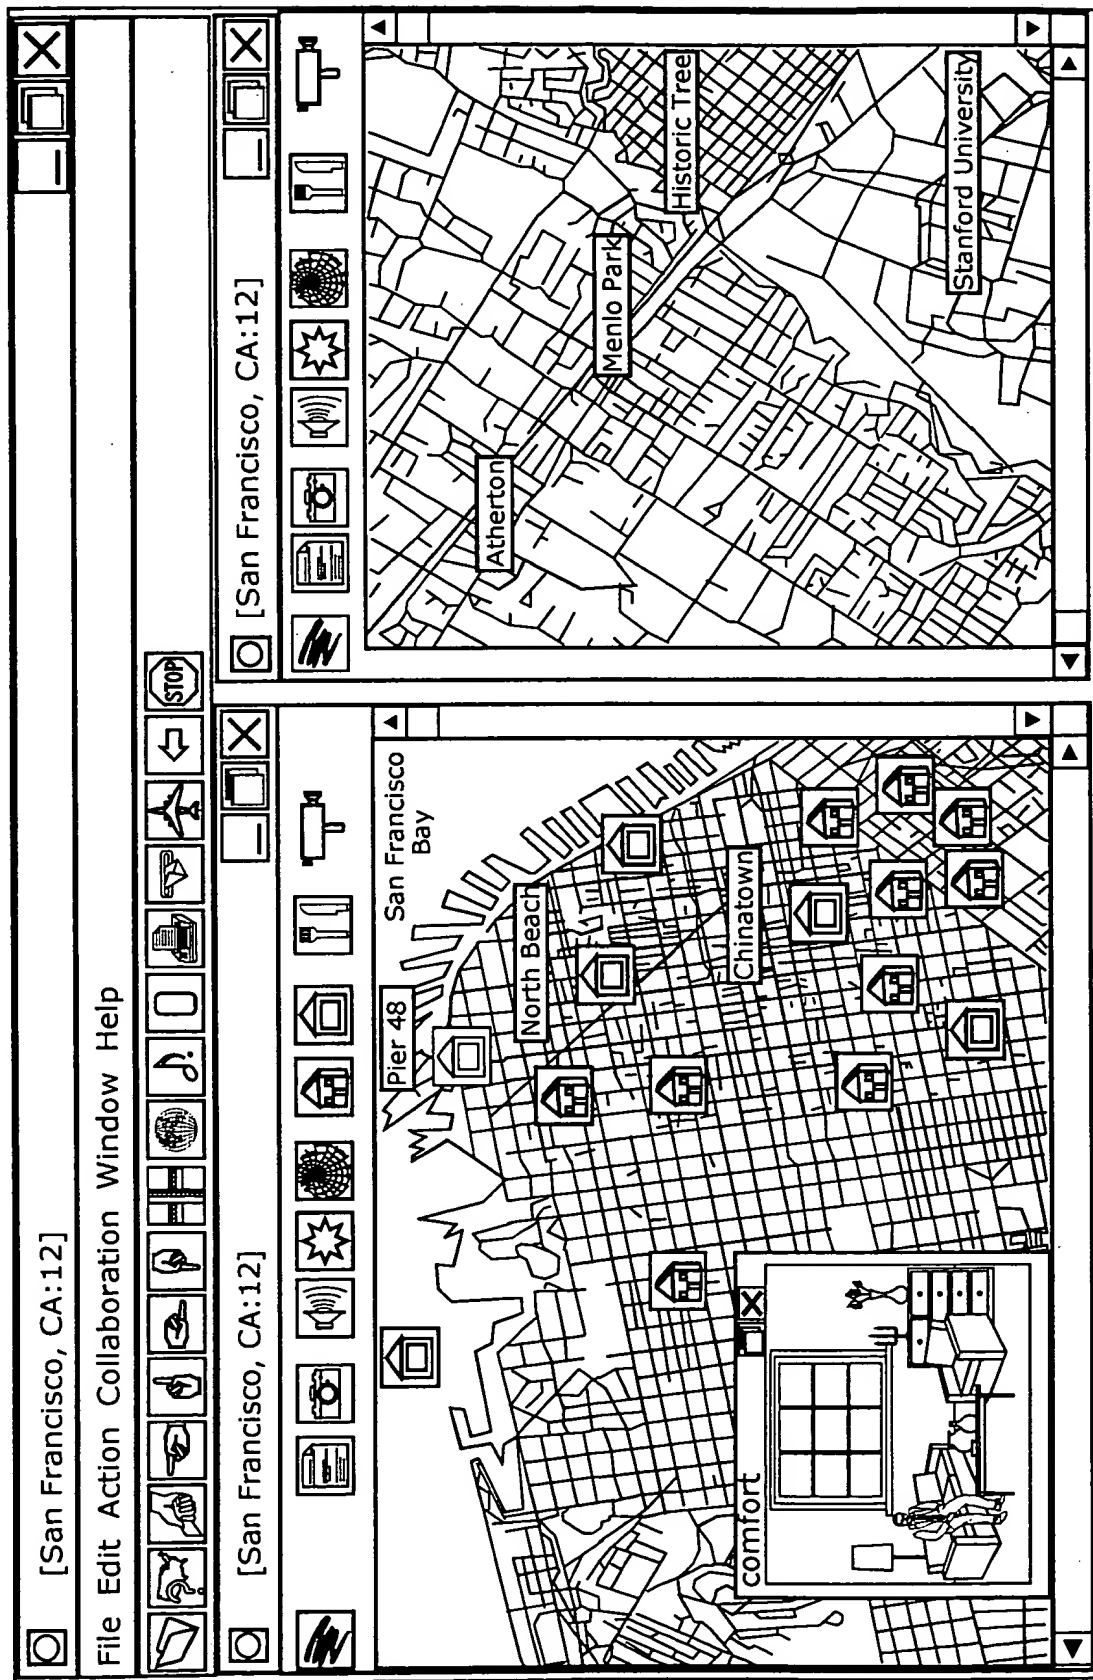 [San Francisco, CA:12]
File Edit Action Collaboration Window Help
STOP
[San Francisco, CA:12]
San Francisco
Bay
Pier 48
North Beach
Chinatown
comfort
[San Francisco, CA:12]
Atherton
Menlo Park
Historic Tree
Stanford University